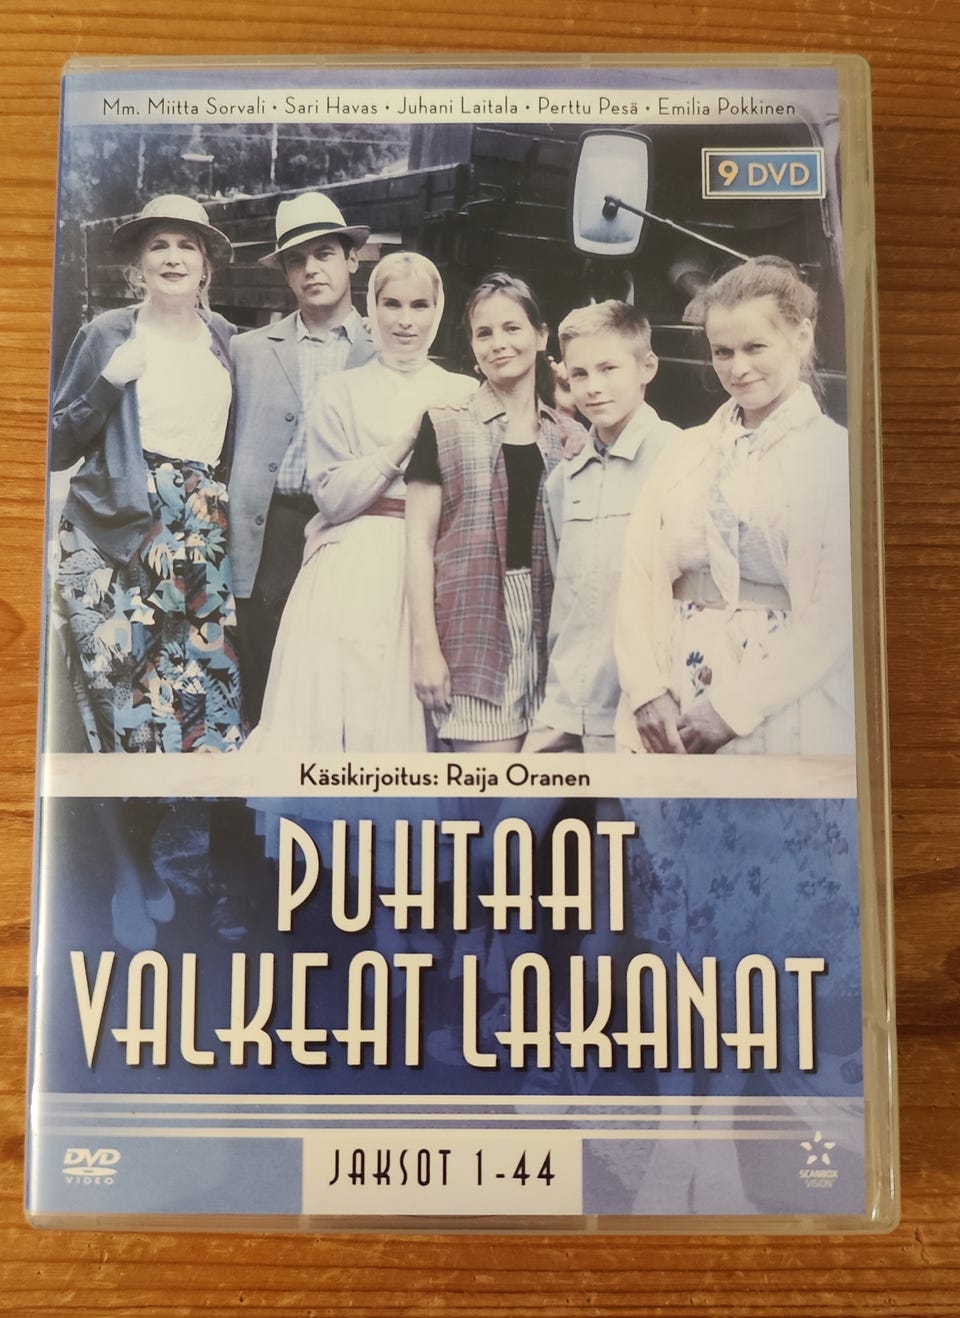 Mm. Miitta Sorvali • Sari Havas • Juhani Laitala • Perttu Pesä • Emilia Pokkinen
9 DVD
Käsikirjoitus: Raija Oranen
PUHTAAT
VALKEAT LAKANAT
JAKSOT 1-44
DVD
VIDEO
SCANBOX
VISION